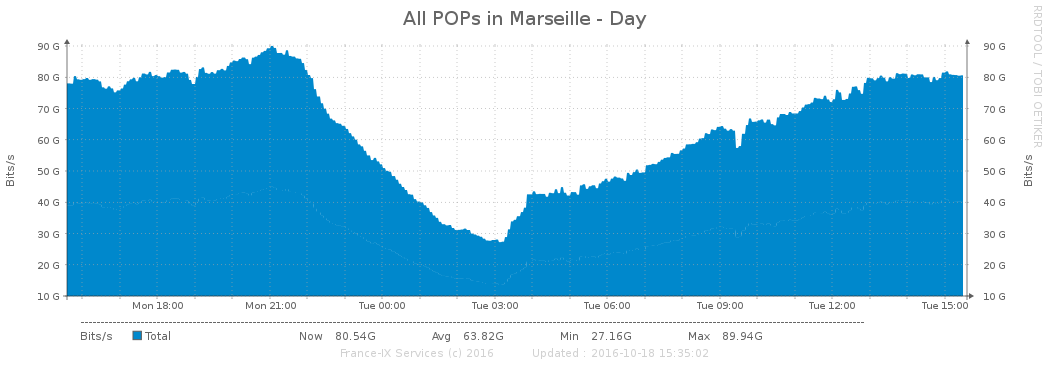 All POPs in Marseille - Day
RRDTOOL / TOBI OETIKER
90 G 90 G
80 G 80 G
70 G 70 G
60 G 60 G
50 G 50 G
40 G 40 G
30 G 30 G
20 G 20 G
10 G 10 G
Bits/s
Bits/s
Mon 18:00 Mon 21:00 Tue 00:00 Tue 03:00 Tue 06:00 Tue 09:00 Tue 12:00 Tue 15:00
Bits/s Total Now 80.54G Avg 63.82G Min 27.16G Max 89.94G
France-IX Services (c) 2016 Updated : 2016-10-18 15:35:02